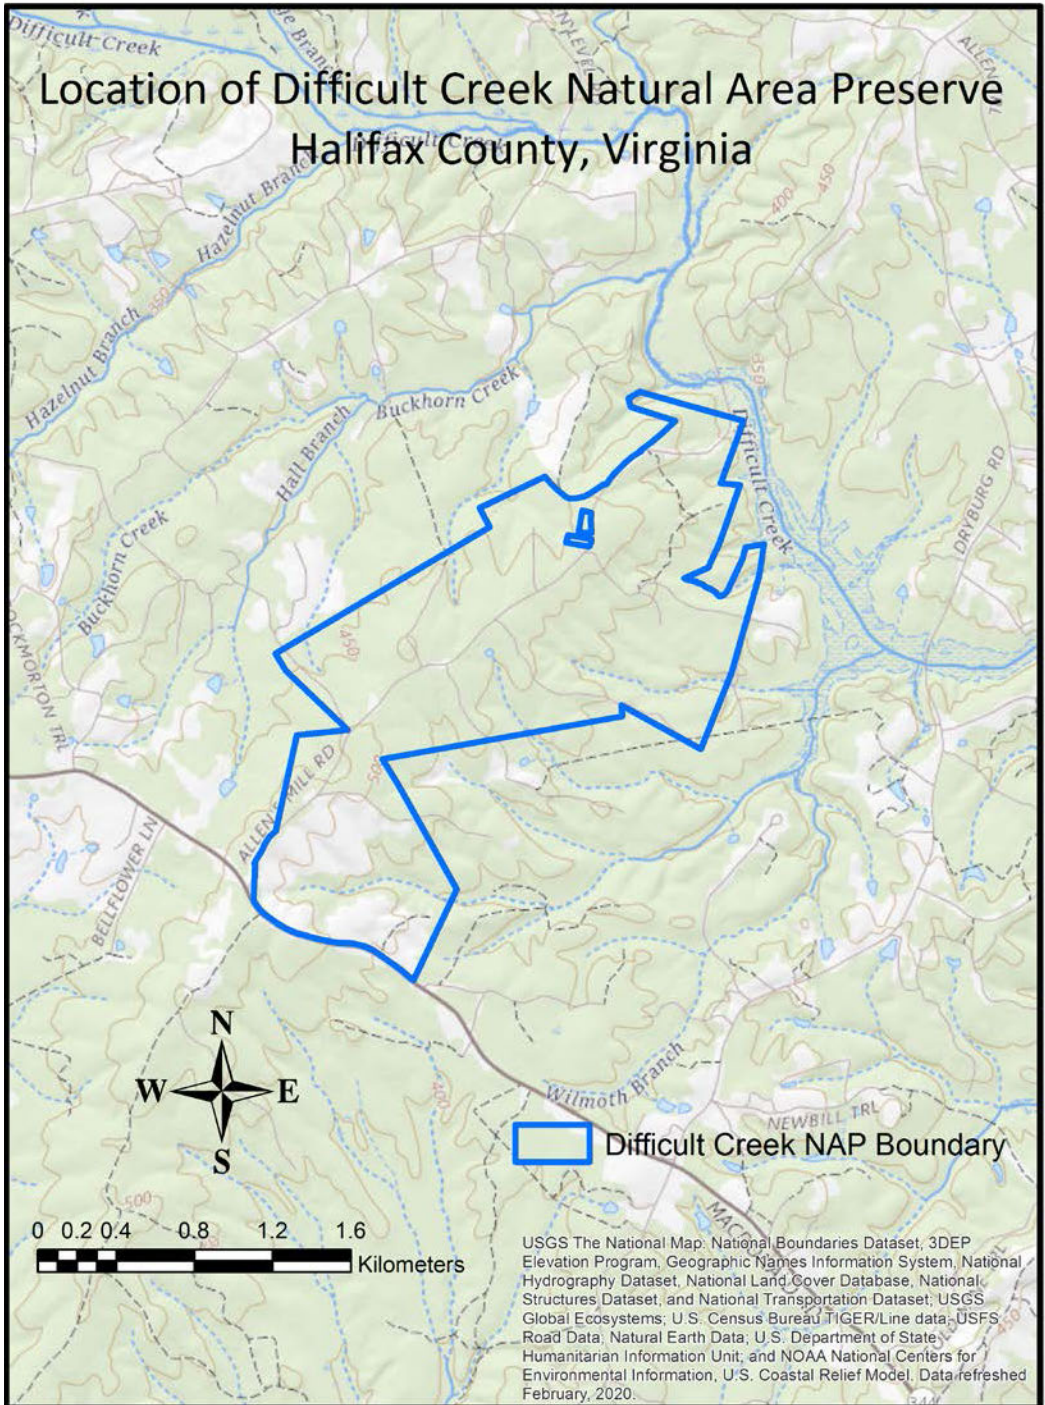 Difficult Creek
Location of Difficult Creek Natural Area Preserve
Halifax County, Virginia
Difficult Creek
Hazelnut Branch
400
450
350
Hazelnut Branch
350
Buckhorn Creek
Hall Branch
Difficult Creek
DRYBURG RD
Buckhorn Creek
450
500
ALLEN'S MILL RD
BELLFLOWER LN
N
W
E
S
400
Wilmoth Branch
NEWBILL TRL
Difficult Creek NAP Boundary
500
0 0.2 0.4 0.8 1.2 1.6
Kilometers
USGS The National Map: National Boundaries Dataset, 3DEP
Elevation Program, Geographic Names Information System, National
Hydrography Dataset, National Land Cover Database, National
Structures Dataset, and National Transportation Dataset; USGS
Global Ecosystems; U.S. Census Bureau TIGER/Line data; USFS
Road Data; Natural Earth Data; U.S. Department of State
Humanitarian Information Unit; and NOAA National Centers for
Environmental Information, U.S. Coastal Relief Model. Data refreshed
February, 2020.
450
344